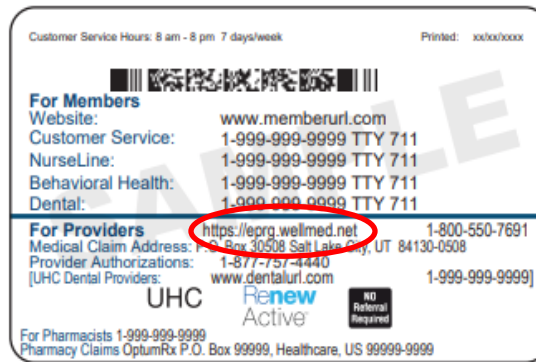 Customer Service Hours: 8 am - 8 pm 7 days/week Printed: xx/xx/xxxx
For Members
Website: www.memberurl.com
Customer Service: 1-999-999-9999 TTY 711
NurseLine: 1-999-999-9999 TTY 711
Behavioral Health: 1-999-999-9999 TTY 711
Dental: 1-999-999-9999 TTY 711
For Providers https://eprg.wellmed.net 1-800-550-7691
Medical Claim Address: P.O. Box 30508 Salt Lake City, UT 84130-0508
Provider Authorizations: 1-877-757-4440
[UHC Dental Providers: www.dentalurl.com 1-999-999-9999]
UHC Renew Active NO Referral Required
For Pharmacists 1-999-999-9999
Pharmacy Claims OptumRx P.O. Box 99999, Healthcare, US 99999-9999
SAMPLE